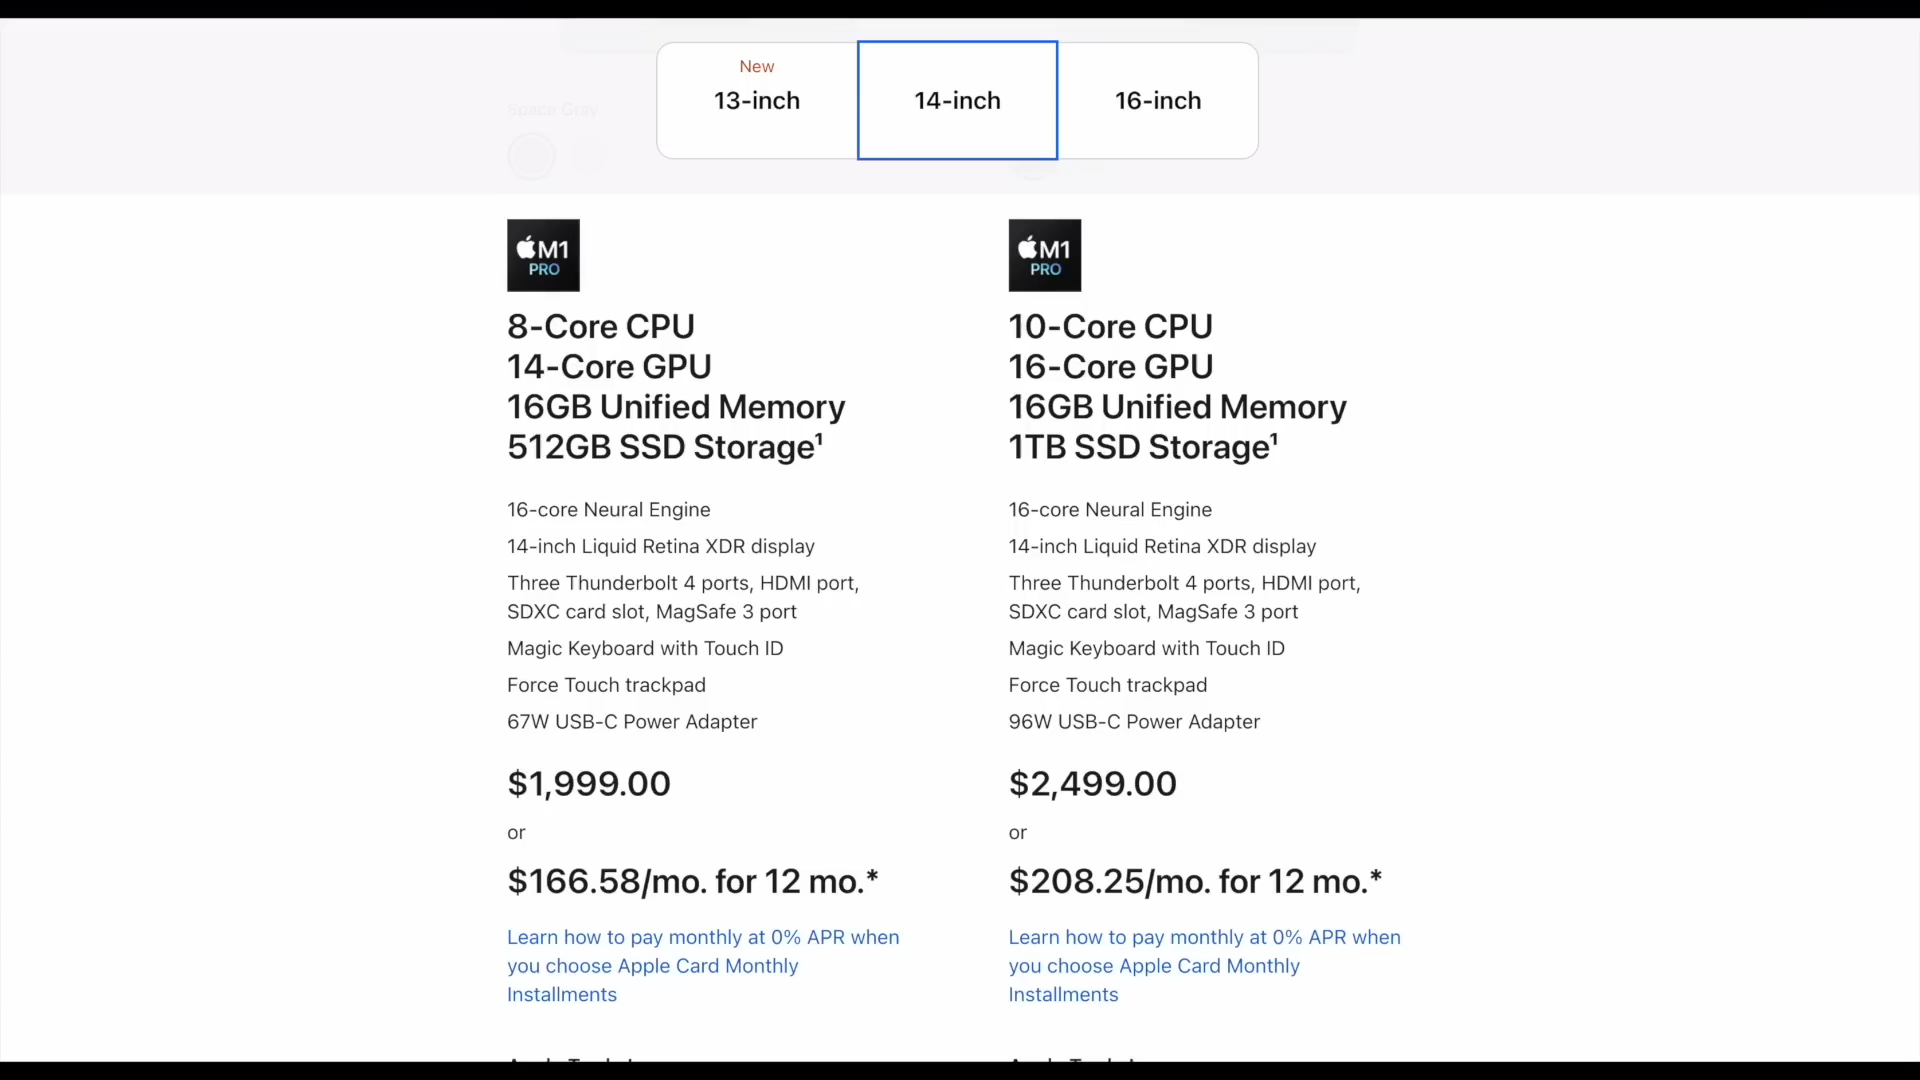 New
13-inch
14-inch
16-inch
Space Gray
M1
PRO
8-Core CPU
14-Core GPU
16GB Unified Memory
512GB SSD Storage¹
16-core Neural Engine
14-inch Liquid Retina XDR display
Three Thunderbolt 4 ports, HDMI port,
SDXC card slot, MagSafe 3 port
Magic Keyboard with Touch ID
Force Touch trackpad
67W USB-C Power Adapter
$1,999.00
or
$166.58/mo. for 12 mo.*
Learn how to pay monthly at 0% APR when
you choose Apple Card Monthly
Installments
M1
PRO
10-Core CPU
16-Core GPU
16GB Unified Memory
1TB SSD Storage¹
16-core Neural Engine
14-inch Liquid Retina XDR display
Three Thunderbolt 4 ports, HDMI port,
SDXC card slot, MagSafe 3 port
Magic Keyboard with Touch ID
Force Touch trackpad
96W USB-C Power Adapter
$2,499.00
or
$208.25/mo. for 12 mo.*
Learn how to pay monthly at 0% APR when
you choose Apple Card Monthly
Installments